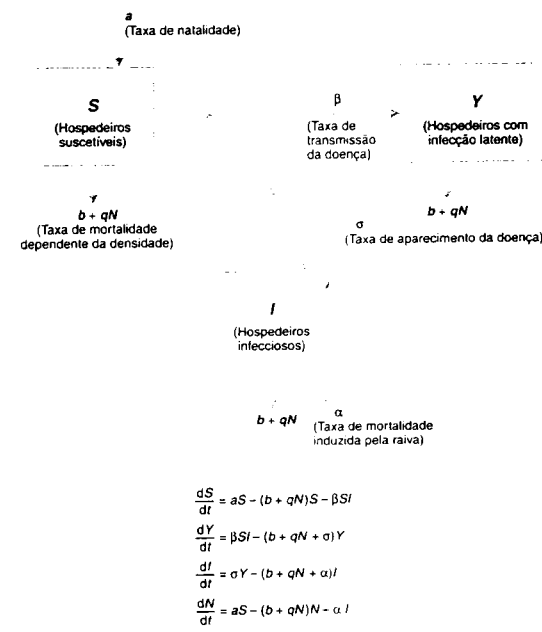 a
(Taxa de natalidade)
S
(Hospedeiros
suscetíveis)
β
(Taxa de
transmissão
da doença)
Y
(Hospedeiros com
infecção latente)
b + qN
(Taxa de mortalidade
dependente da densidade)
b + qN
σ
(Taxa de aparecimento da doença)
I
(Hospedeiros
infecciosos)
b + qN
α
(Taxa de mortalidade
induzida pela raiva)
dS/dt = aS – (b + qN)S – βSI
dY/dt = βSI – (b + qN + σ)Y
dI/dt = σY – (b + qN + α)I
dN/dt = aS – (b + qN)N – α I